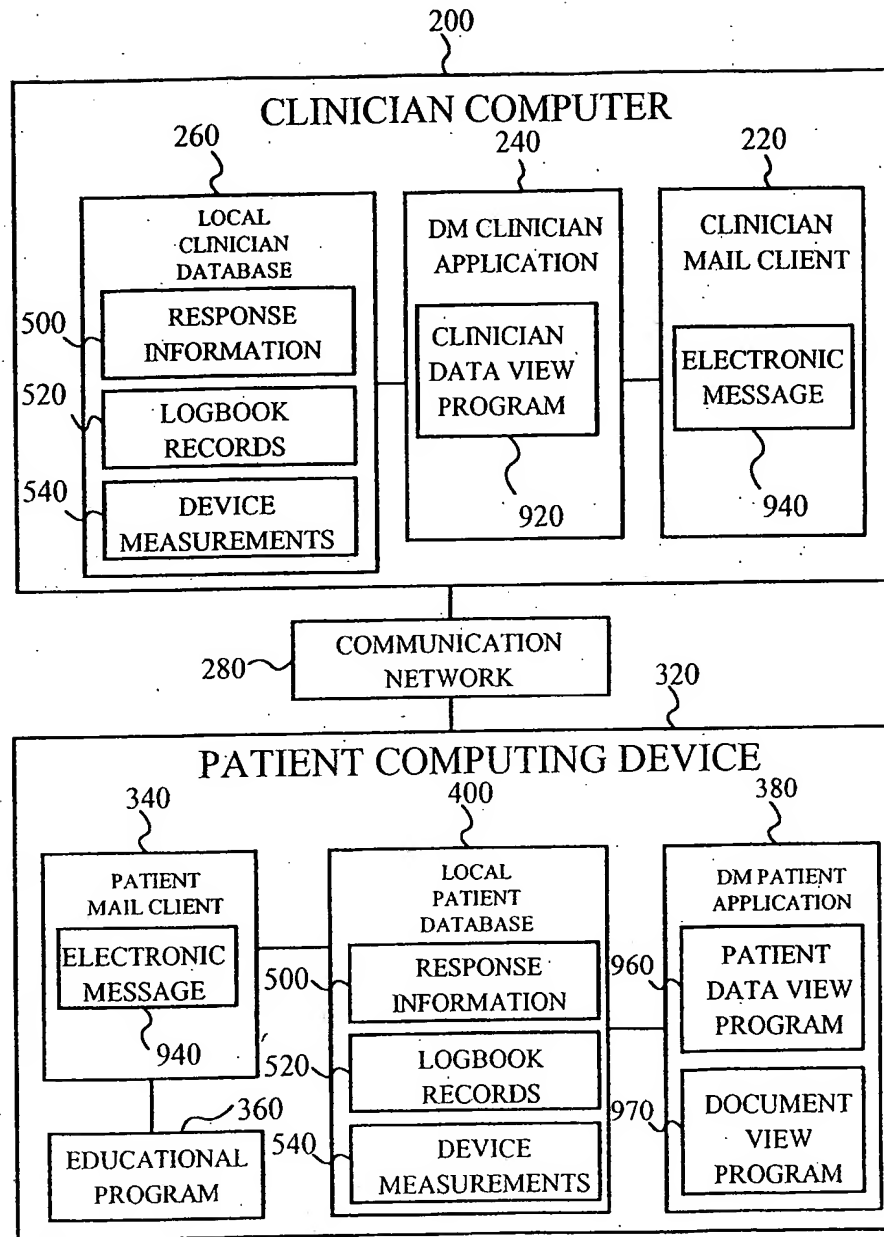 200
CLINICIAN COMPUTER
260
240
220
LOCAL
CLINICIAN
DATABASE
500
RESPONSE
INFORMATION
520
LOGBOOK
RECORDS
540
DEVICE
MEASUREMENTS
DM CLINICIAN
APPLICATION
CLINICIAN
DATA VIEW
PROGRAM
920
CLINICIAN
MAIL CLIENT
ELECTRONIC
MESSAGE
940
280
COMMUNICATION
NETWORK
320
PATIENT COMPUTING DEVICE
340
400
380
PATIENT
MAIL CLIENT
ELECTRONIC
MESSAGE
940
360
EDUCATIONAL
PROGRAM
LOCAL
PATIENT
DATABASE
500
RESPONSE
INFORMATION
520
LOGBOOK
RECORDS
540
DEVICE
MEASUREMENTS
DM PATIENT
APPLICATION
960
PATIENT
DATA VIEW
PROGRAM
970
DOCUMENT
VIEW
PROGRAM